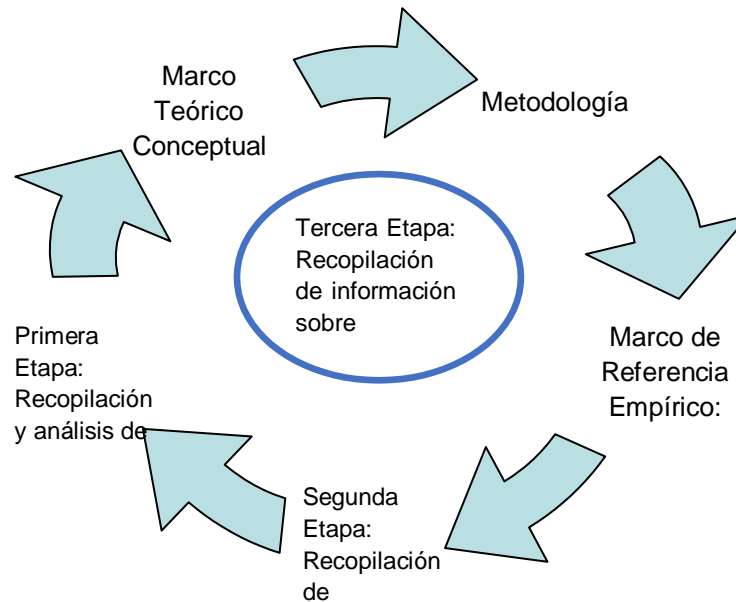 Marco
Teórico
Conceptual
Metodología
Tercera Etapa:
Recopilación
de información
sobre
Marco de
Referencia
Empírico:
Primera
Etapa:
Recopilación
y análisis de
Segunda
Etapa:
Recopilación
de